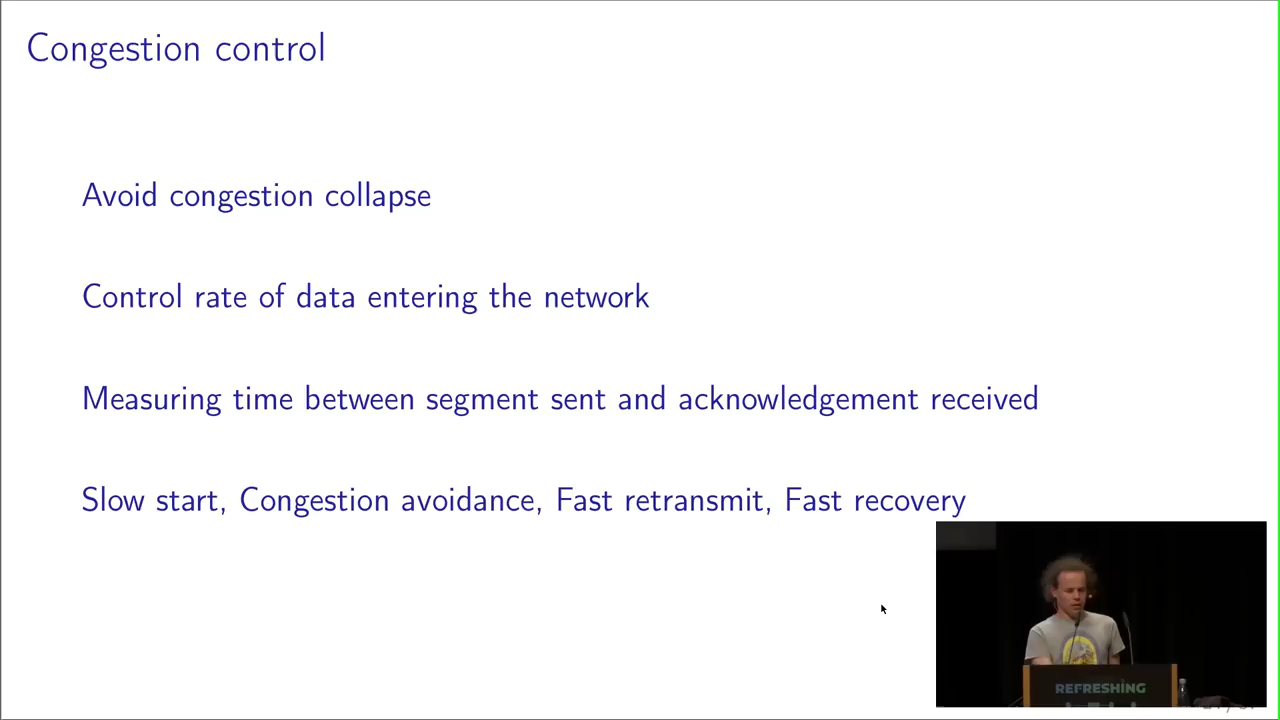 Congestion control
Avoid congestion collapse
Control rate of data entering the network
Measuring time between segment sent and acknowledgement received
Slow start, Congestion avoidance, Fast retransmit, Fast recovery
REFRESHING